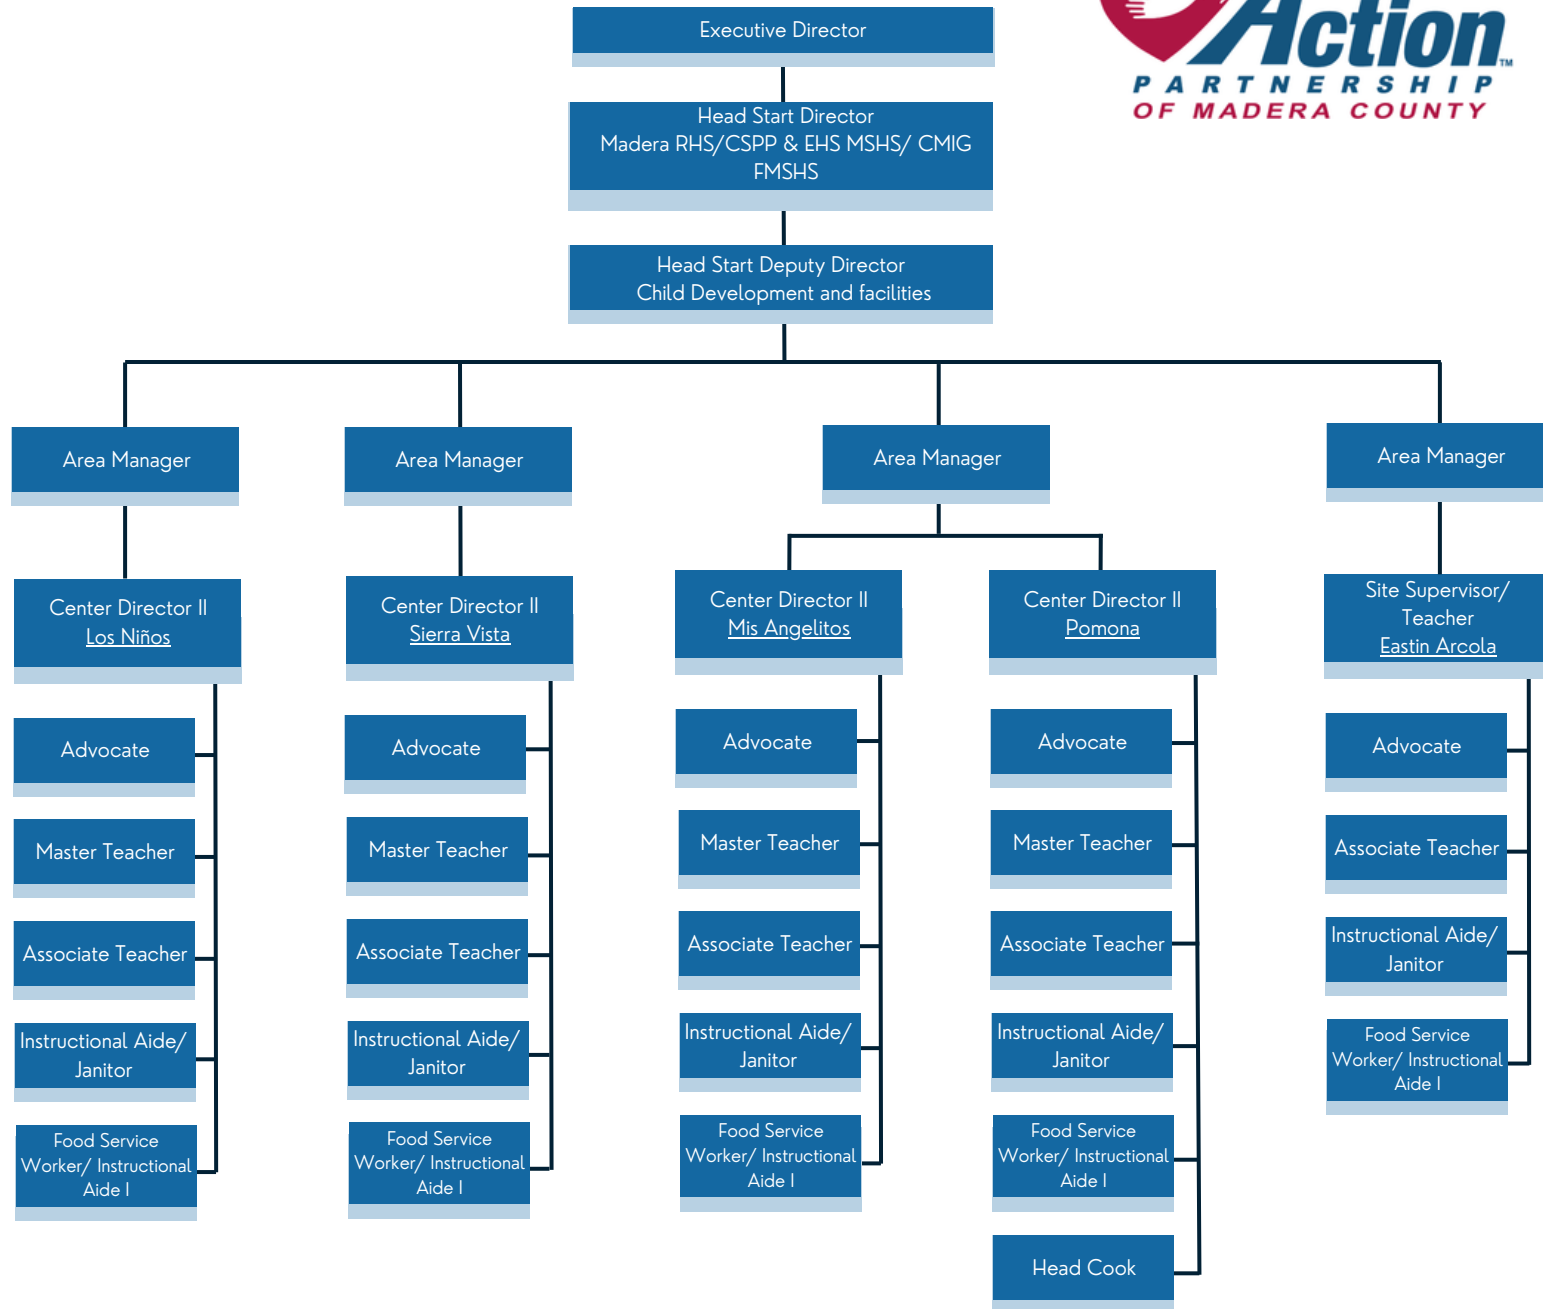 Action™
PARTNERSHIP
OF MADERA COUNTY
Executive Director
Head Start Director
Madera RHS/CSPP & EHS MSHS/ CMIG
FMSHS
Head Start Deputy Director
Child Development and facilities
Area Manager
Area Manager
Area Manager
Area Manager
Center Director II
Los Niños
Advocate
Master Teacher
Associate Teacher
Instructional Aide/
Janitor
Food Service
Worker/ Instructional
Aide I
Center Director II
Sierra Vista
Advocate
Master Teacher
Associate Teacher
Instructional Aide/
Janitor
Food Service
Worker/ Instructional
Aide I
Center Director II
Mis Angelitos
Advocate
Master Teacher
Associate Teacher
Instructional Aide/
Janitor
Food Service
Worker/ Instructional
Aide I
Center Director II
Pomona
Advocate
Master Teacher
Associate Teacher
Instructional Aide/
Janitor
Food Service
Worker/ Instructional
Aide I
Head Cook
Site Supervisor/
Teacher
Eastin Arcola
Advocate
Associate Teacher
Instructional Aide/
Janitor
Food Service
Worker/ Instructional
Aide I